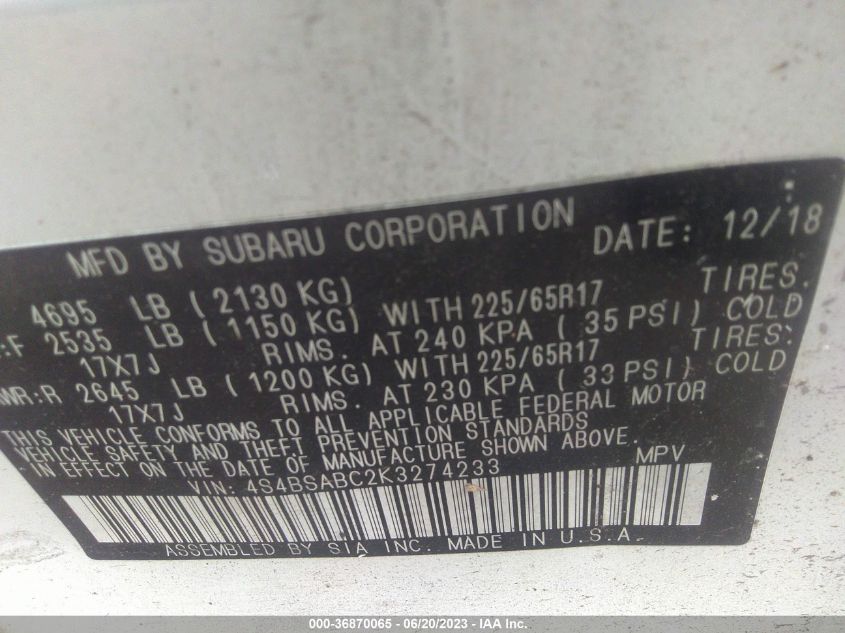 MFD BY SUBARU CORPORATION DATE: 12/18
4695 LB (2130 KG)
:F 2535 LB (1150 KG) WITH 225/65R17 TIRES.
17X7J RIMS. AT 240 KPA (35 PSI) COLD
WR:R 2645 LB (1200 KG) WITH 225/65R17 TIRES:
17X7J RIMS. AT 230 KPA (33 PSI) COLD
THIS VEHICLE CONFORMS TO ALL APPLICABLE FEDERAL MOTOR
VEHICLE SAFETY AND THEFT PREVENTION STANDARDS
IN EFFECT ON THE DATE OF MANUFACTURE SHOWN ABOVE.
VIN: 4S4BSABC2K3274233 MPV
ASSEMBLED BY SIA INC. MADE IN U.S.A.
000-36870065 - 06/20/2023 - IAA Inc.